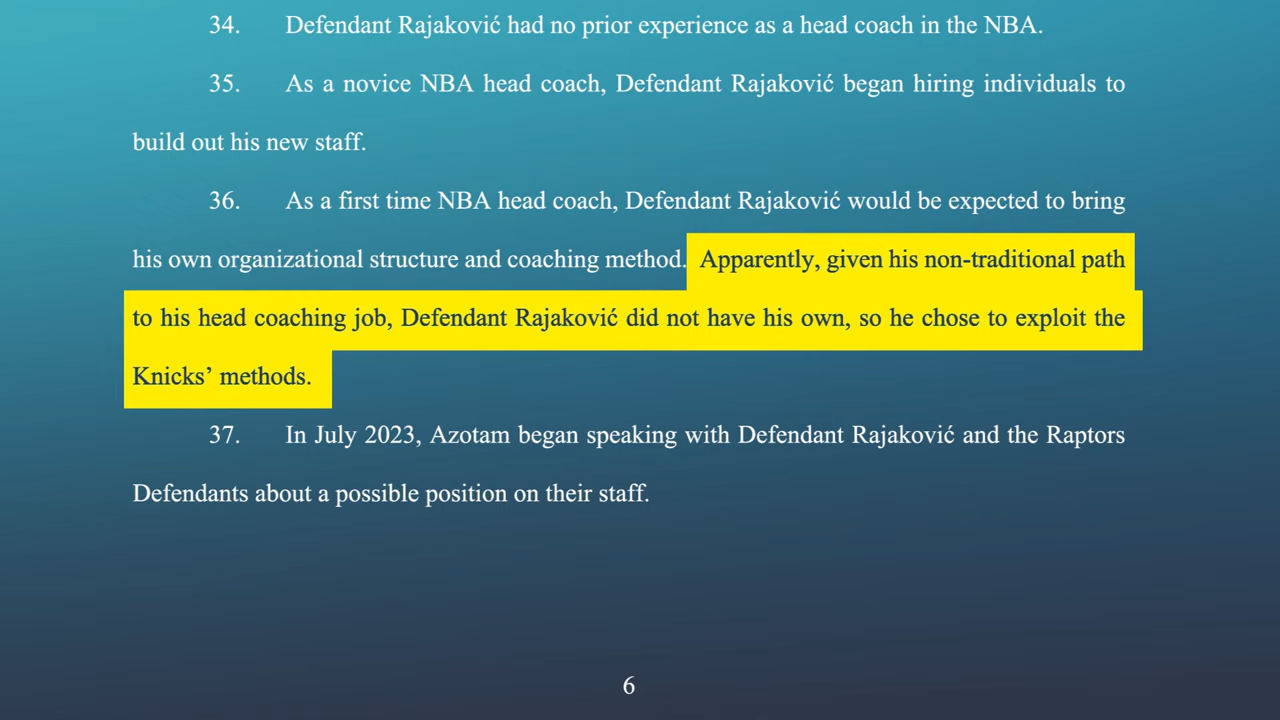 34. Defendant Rajaković had no prior experience as a head coach in the NBA.
35. As a novice NBA head coach, Defendant Rajaković began hiring individuals to
build out his new staff.
36. As a first time NBA head coach, Defendant Rajaković would be expected to bring
his own organizational structure and coaching method. Apparently, given his non-traditional path
to his head coaching job, Defendant Rajaković did not have his own, so he chose to exploit the
Knicks’ methods.
37. In July 2023, Azotam began speaking with Defendant Rajaković and the Raptors
Defendants about a possible position on their staff.
6